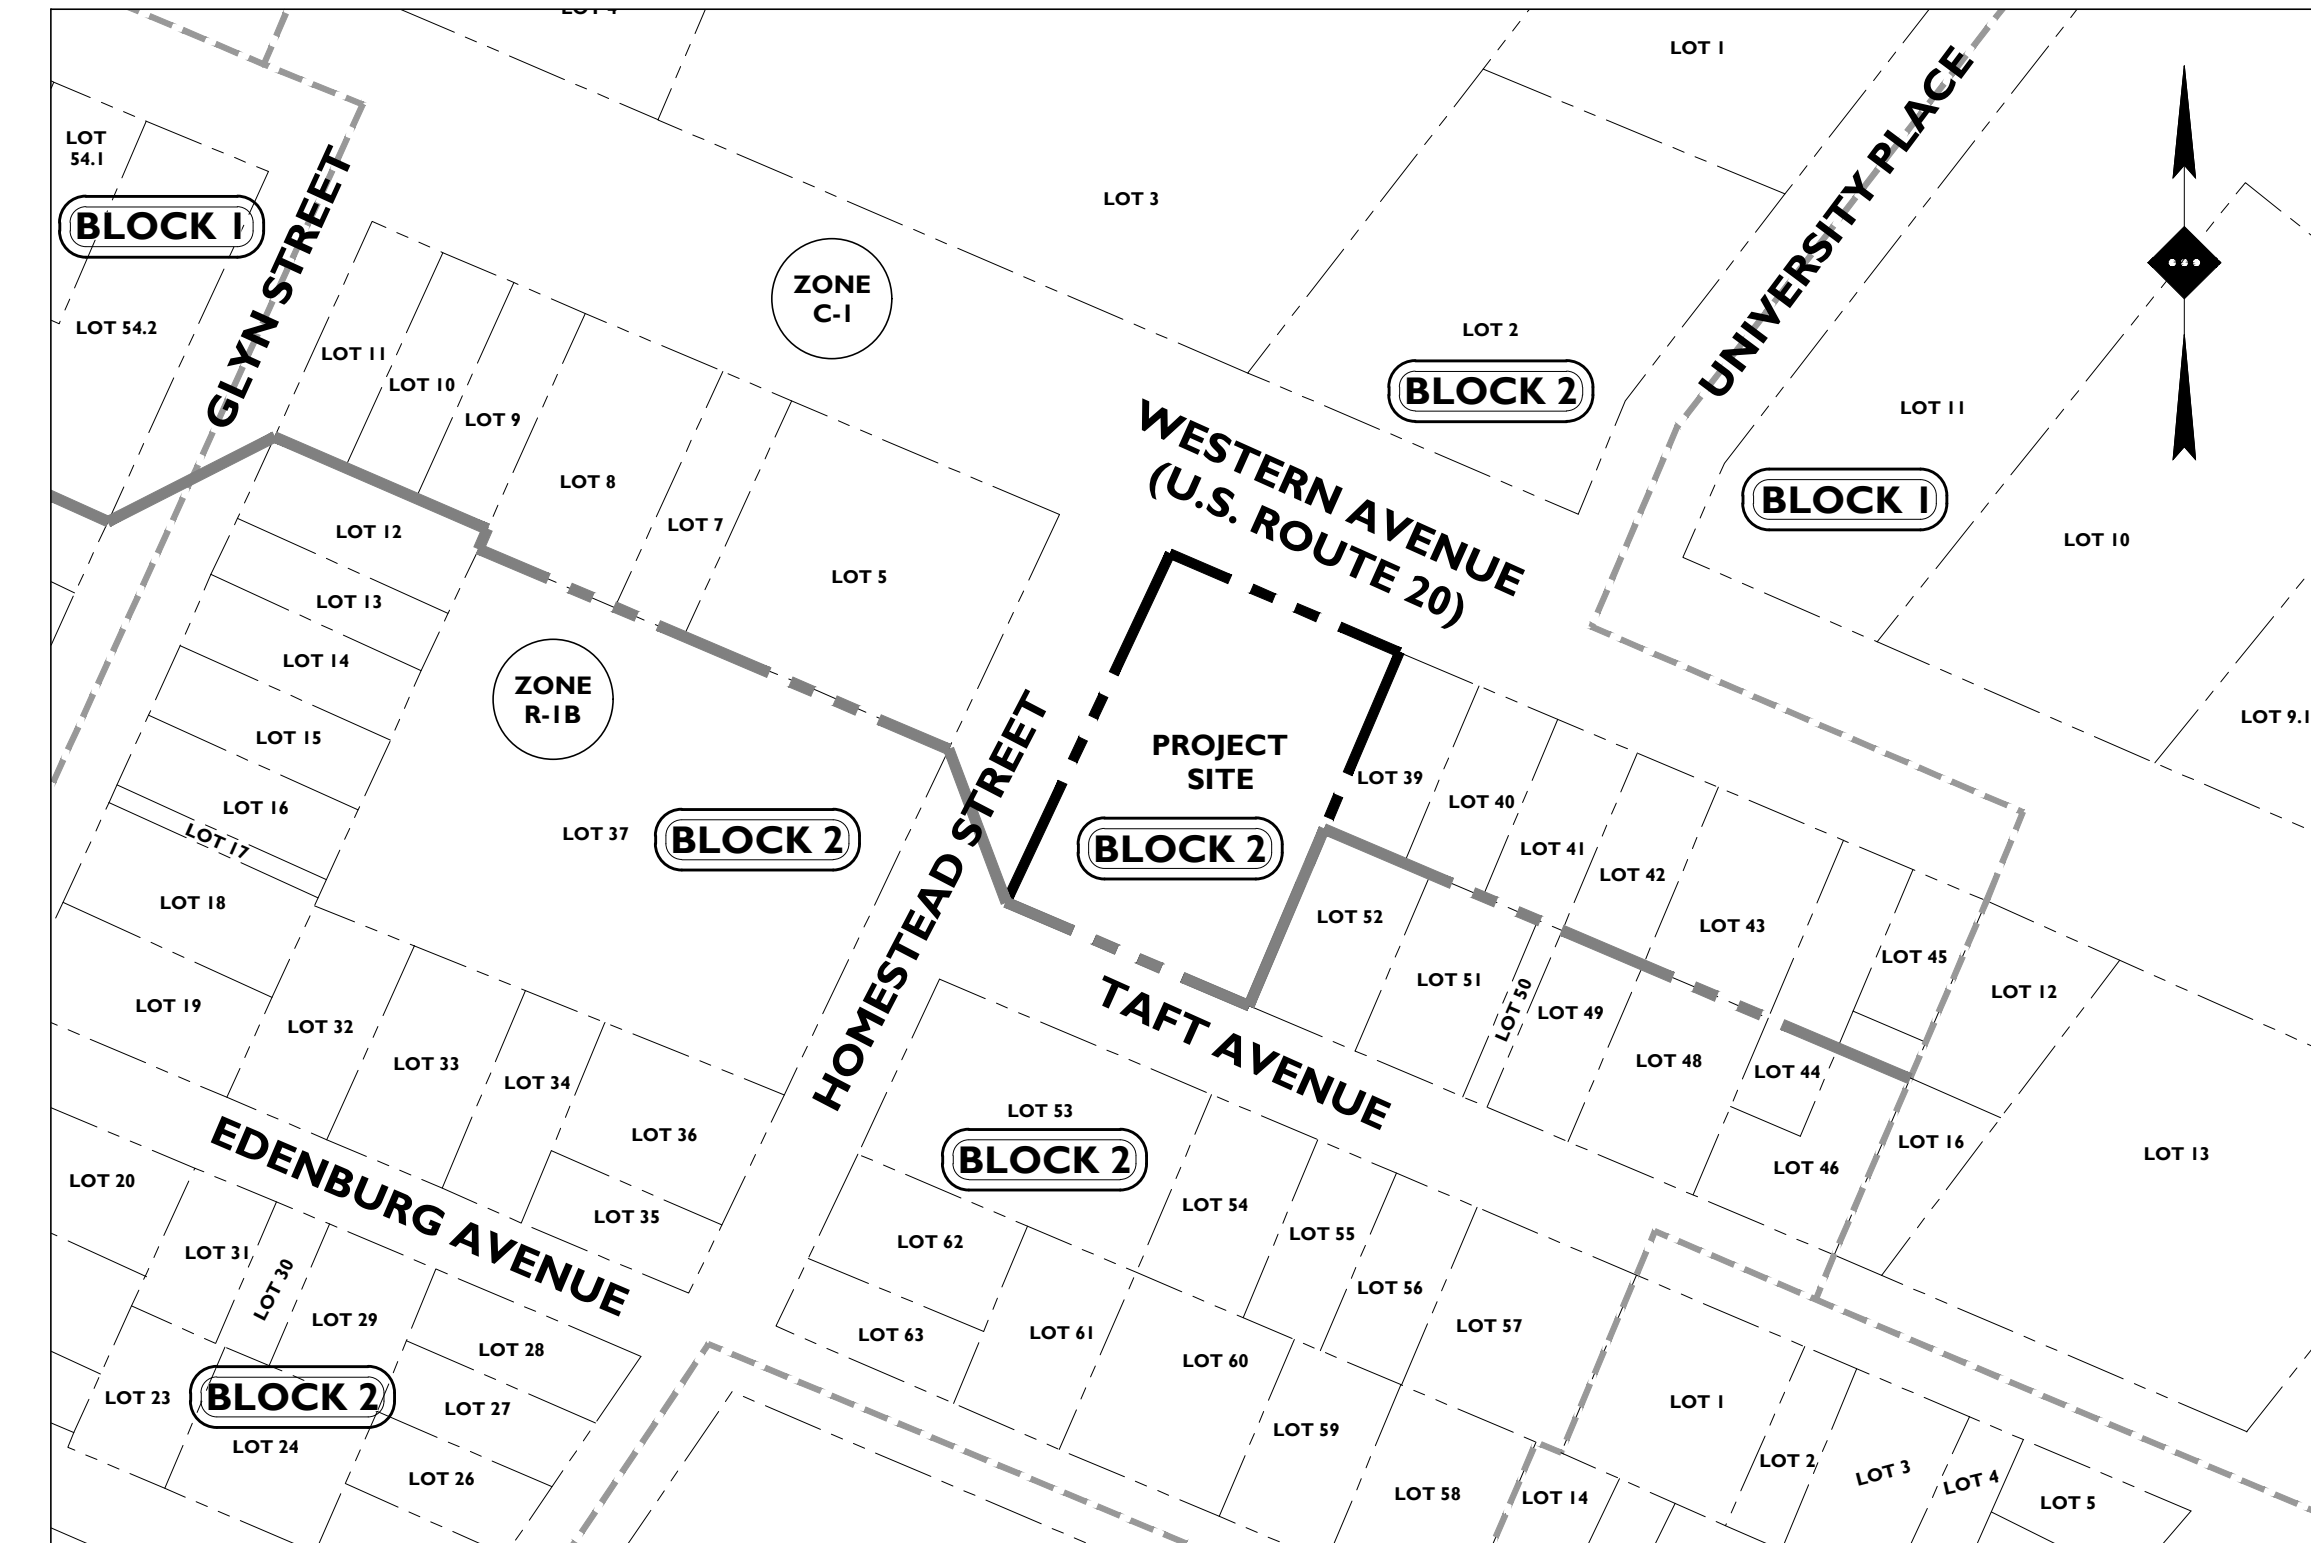 LOT 4
LOT 1
LOT
54.1
BLOCK 1
LOT 54.2
GLYN STREET
LOT 3
ZONE
C-1
LOT 2
BLOCK 2
UNIVERSITY PLACE
LOT 11
BLOCK 1
LOT 10
LOT 9.1
LOT 11
LOT 10
LOT 9
LOT 8
LOT 7
LOT 5
WESTERN AVENUE
(U.S. ROUTE 20)
LOT 12
LOT 13
LOT 14
LOT 15
LOT 16
LOT 17
LOT 18
LOT 19
ZONE
R-1B
LOT 37
BLOCK 2
HOMESTEAD STREET
PROJECT
SITE
BLOCK 2
LOT 39
LOT 40
LOT 41
LOT 42
LOT 43
LOT 45
LOT 12
LOT 52
LOT 51
LOT 50
LOT 49
LOT 48
LOT 44
LOT 46
LOT 16
LOT 13
TAFT AVENUE
LOT 32
LOT 33
LOT 34
LOT 36
LOT 35
EDENBURG AVENUE
LOT 53
BLOCK 2
LOT 54
LOT 55
LOT 56
LOT 57
LOT 62
LOT 63
LOT 61
LOT 60
LOT 59
LOT 58
LOT 20
LOT 31
LOT 30
LOT 29
LOT 28
LOT 27
LOT 26
LOT 23
BLOCK 2
LOT 24
LOT 14
LOT 1
LOT 2
LOT 3
LOT 4
LOT 5